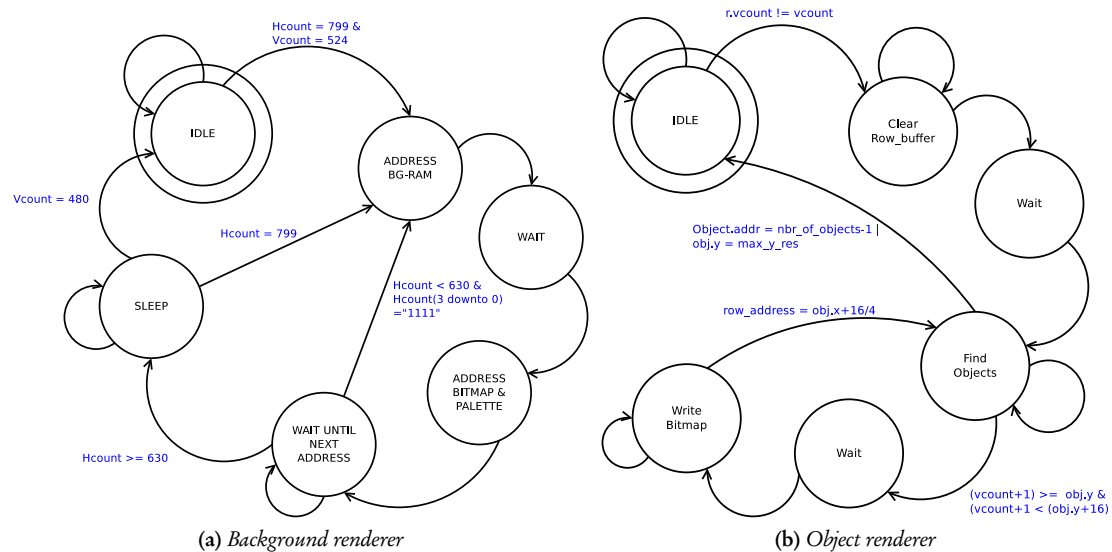 Hcount = 799 &
Vcount = 524
IDLE
ADDRESS
BG-RAM
Vcount = 480
Hcount = 799
WAIT
SLEEP
Hcount < 630 &
Hcount(3 downto 0)
="1111"
ADDRESS
BITMAP &
PALETTE
WAIT UNTIL
NEXT
ADDRESS
Hcount >= 630
(a) Background renderer
r.vcount != vcount
IDLE
Clear
Row_buffer
Wait
Object.addr = nbr_of_objects-1 |
obj.y = max_y_res
row_address = obj.x+16/4
Find
Objects
Write
Bitmap
Wait
(vcount+1) >= obj.y &
(vcount+1 < (obj.y+16)
(b) Object renderer